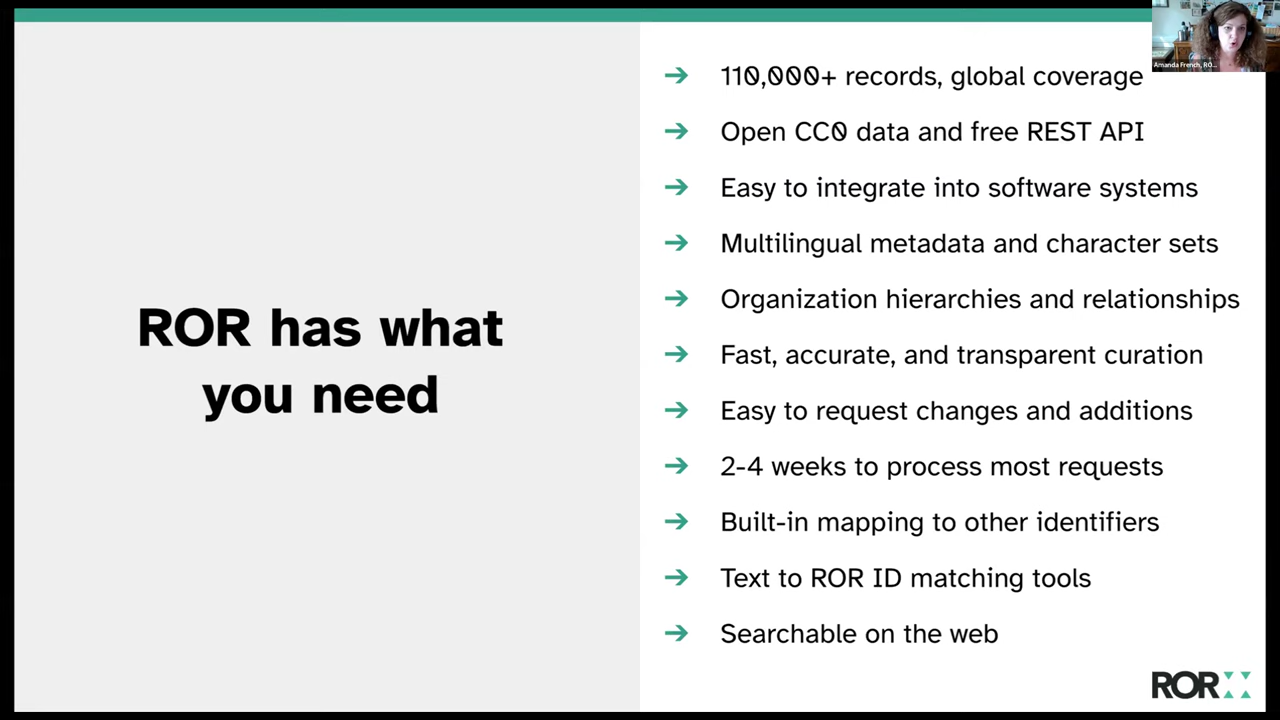 Amanda French, RO...
ROR has what
you need
➔ 110,000+ records, global coverage
➔ Open CC0 data and free REST API
➔ Easy to integrate into software systems
➔ Multilingual metadata and character sets
➔ Organization hierarchies and relationships
➔ Fast, accurate, and transparent curation
➔ Easy to request changes and additions
➔ 2-4 weeks to process most requests
➔ Built-in mapping to other identifiers
➔ Text to ROR ID matching tools
➔ Searchable on the web
ROR